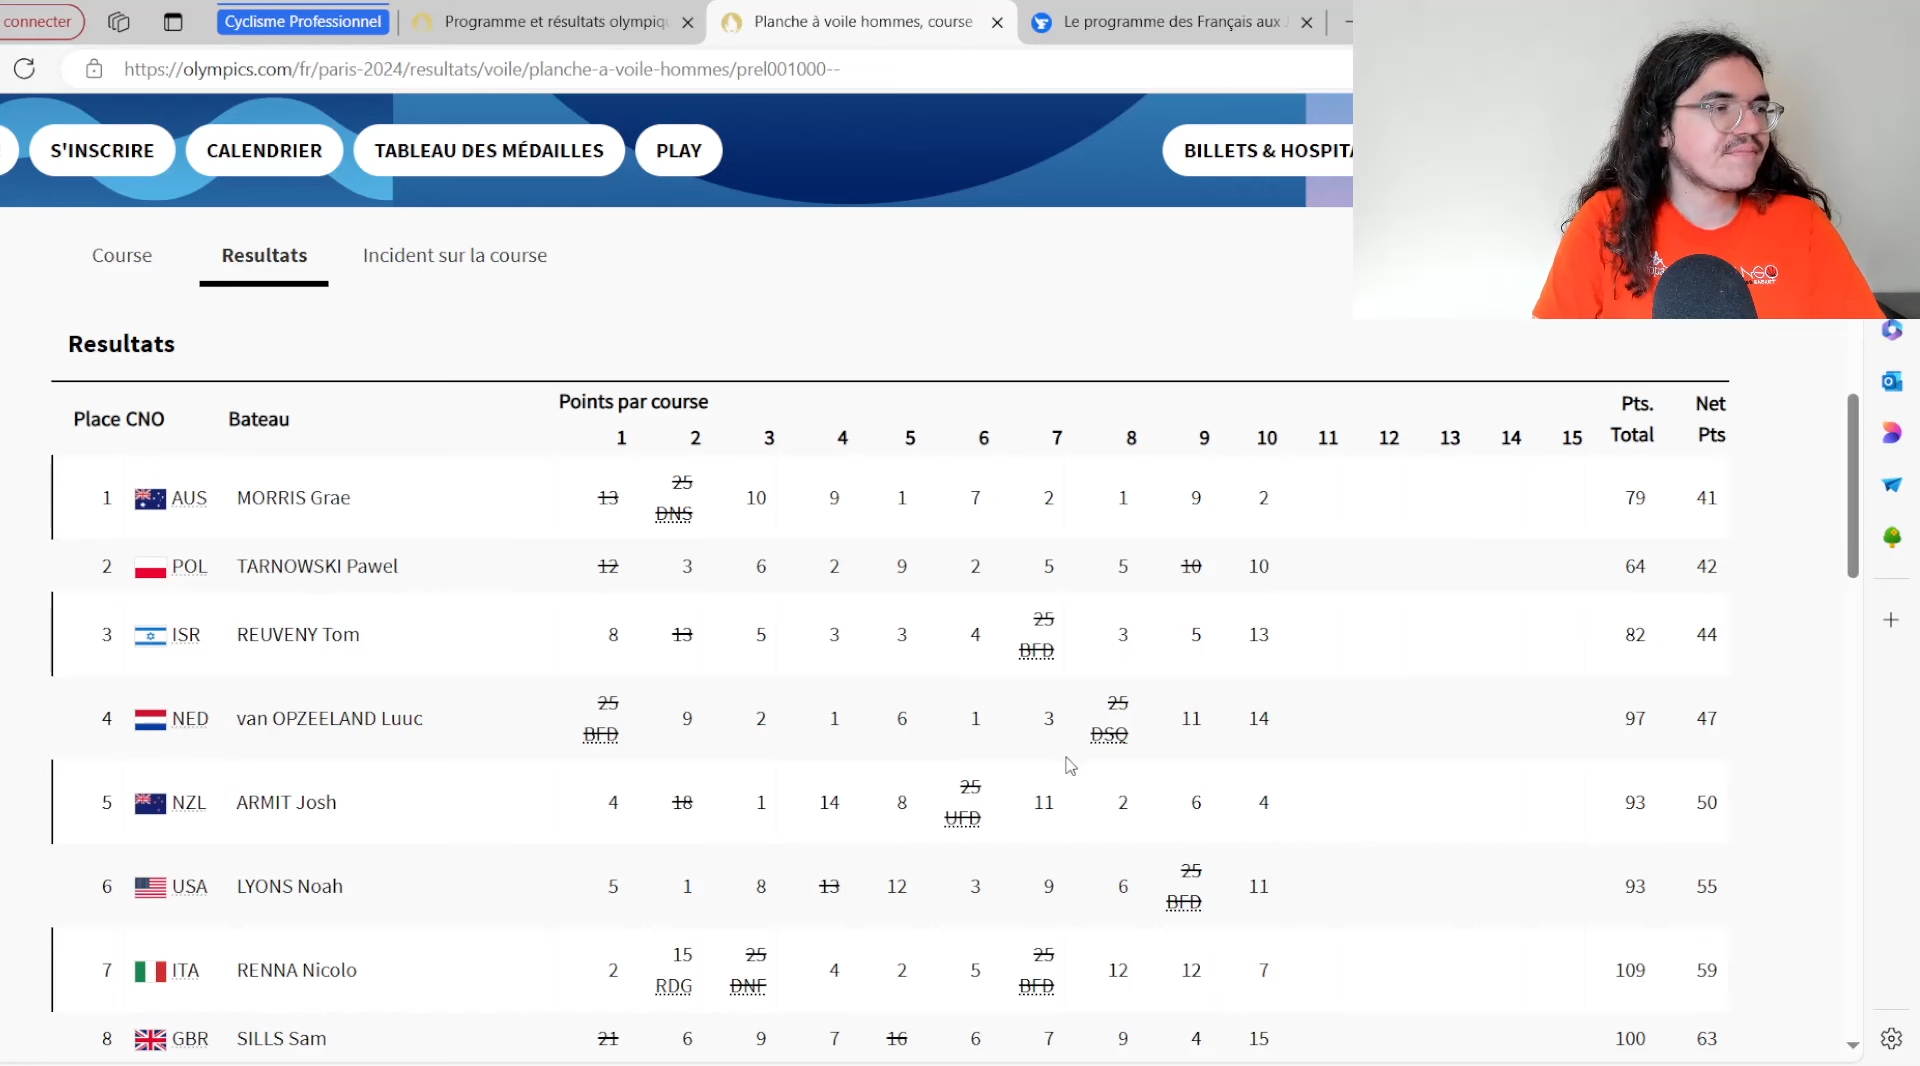 connecter
Cyclisme Professionnel
Programme et résultats olympiq
Planche à voile hommes, course
Le programme des Français aux J
https://olympics.com/fr/paris-2024/resultats/voile/planche-a-voile-hommes/prel001000--
S'INSCRIRE
CALENDRIER
TABLEAU DES MÉDAILLES
PLAY
BILLETS & HOSPITA
Course
Resultats
Incident sur la course
Resultats
Place CNO Bateau Points par course Pts. Total Net Pts
1 2 3 4 5 6 7 8 9 10 11 12 13 14 15
1 AUS MORRIS Grae 13 25 DNS 10 9 1 7 2 1 9 2 79 41
2 POL TARNOWSKI Pawel 12 3 6 2 9 2 5 5 10 10 64 42
3 ISR REUVENY Tom 8 13 5 3 3 4 25 BFD 3 5 13 82 44
4 NED van OPZEELAND Luuc 25 BFD 9 2 1 6 1 3 25 DSQ 11 14 97 47
5 NZL ARMIT Josh 4 18 1 14 8 25 UFD 11 2 6 4 93 50
6 USA LYONS Noah 5 1 8 13 12 3 9 6 25 BFD 11 93 55
7 ITA RENNA Nicolo 2 15 RDG 25 DNF 4 2 5 25 BFD 12 12 7 109 59
8 GBR SILLS Sam 21 6 9 7 16 6 7 9 4 15 100 63